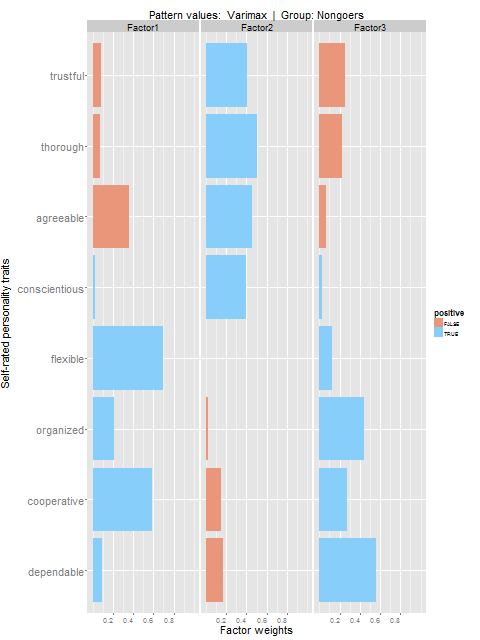 Pattern values:  Varimax  |  Group: Nongoers
Factor1
Factor2
Factor3
Self-rated personality traits
trustful
thorough
agreeable
conscientious
flexible
organized
cooperative
dependable
0.2 0.4 0.6 0.8
0.2 0.4 0.6 0.8
0.2 0.4 0.6 0.8
Factor weights
positive
FALSE
TRUE